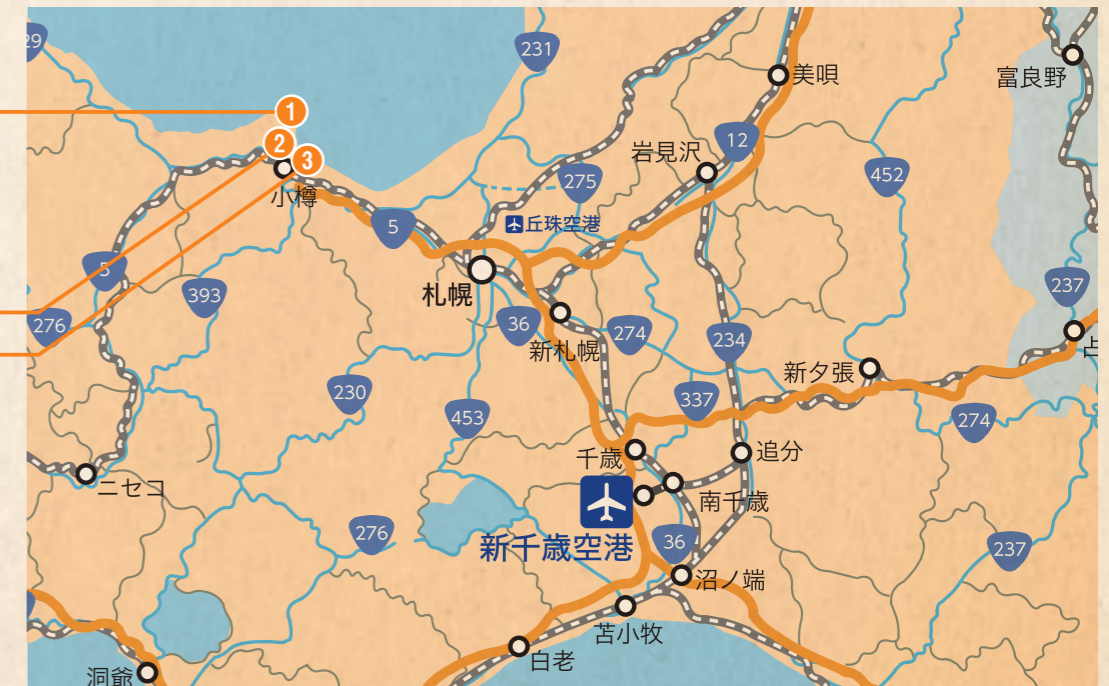 29
231
美唄
富良野
1
2
3
12
岩見沢
452
275
小樽
5
丘珠空港
5
札幌
393
237
276
36
新札幌
274
234
新夕張
占
230
337
453
274
千歳
追分
ニセコ
南千歳
276
新千歳空港
36
237
沼ノ端
苫小牧
白老
洞爺